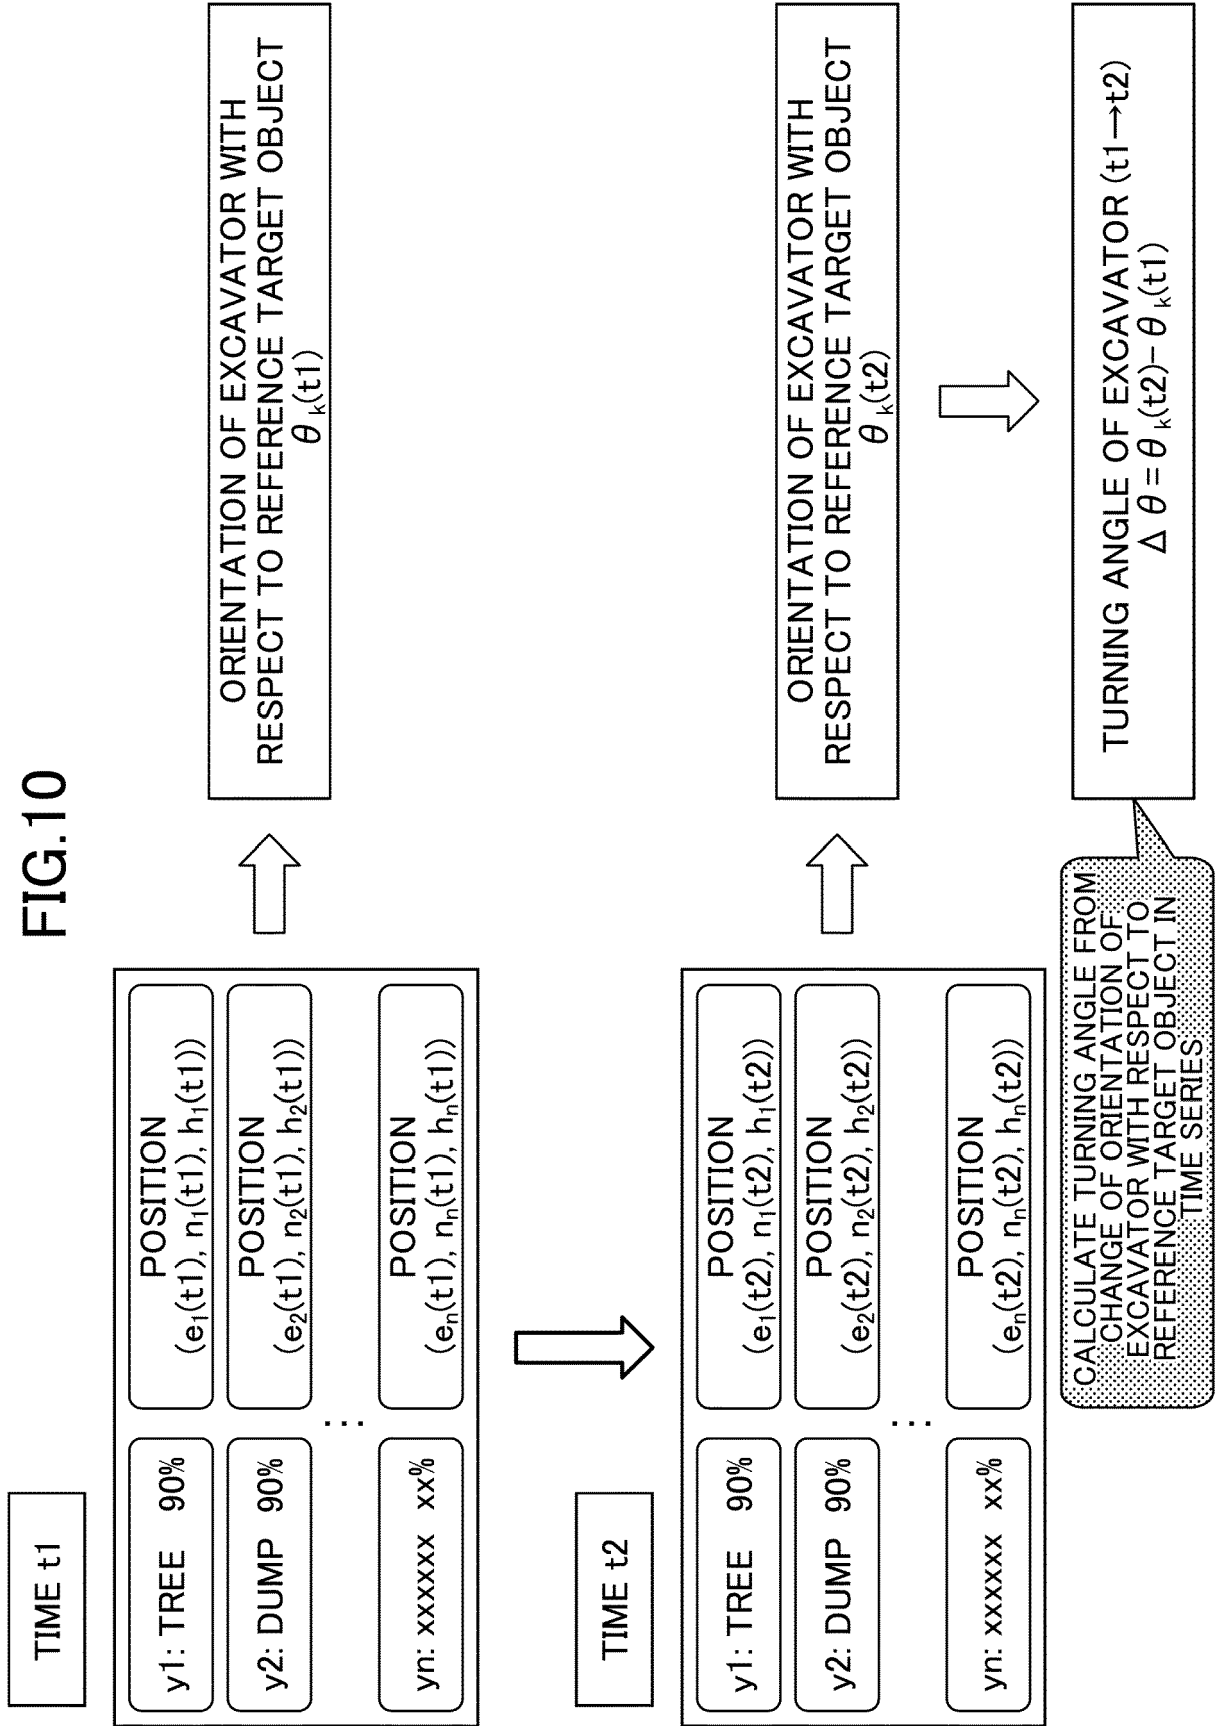 FIG.10
TIME t1
y1: TREE 90%
POSITION
(e1(t1), n1(t1), h1(t1))
y2: DUMP 90%
POSITION
(e2(t1), n2(t1), h2(t1))
...
yn: xxxxxx xx%
POSITION
(en(t1), nn(t1), hn(t1))
ORIENTATION OF EXCAVATOR WITH
RESPECT TO REFERENCE TARGET OBJECT
θk(t1)
TIME t2
y1: TREE 90%
POSITION
(e1(t2), n1(t2), h1(t2))
y2: DUMP 90%
POSITION
(e2(t2), n2(t2), h2(t2))
...
yn: xxxxxx xx%
POSITION
(en(t2), nn(t2), hn(t2))
ORIENTATION OF EXCAVATOR WITH
RESPECT TO REFERENCE TARGET OBJECT
θk(t2)
CALCULATE TURNING ANGLE FROM
CHANGE OF ORIENTATION OF
EXCAVATOR WITH RESPECT TO
REFERENCE TARGET OBJECT IN
TIME SERIES
TURNING ANGLE OF EXCAVATOR (t1→t2)
Δθ=θk(t2)-θk(t1)